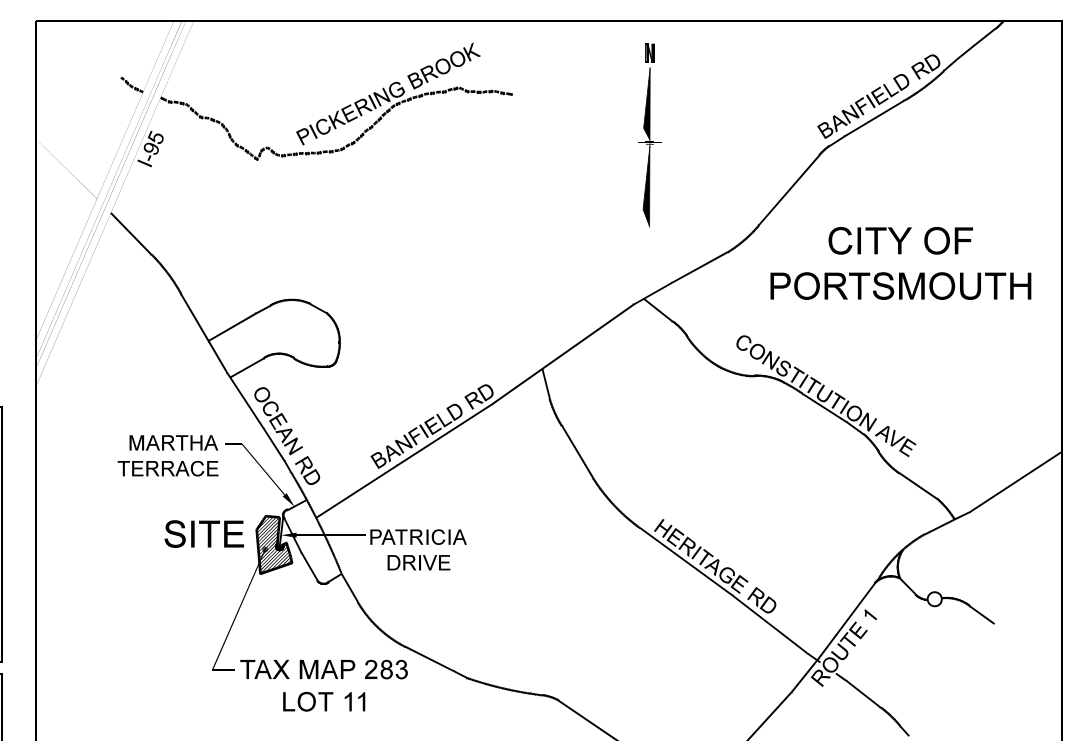 N
PICKERING BROOK
BANFIELD RD
I-95
CITY OF
PORTSMOUTH
CONSTITUTION AVE
OCEAN RD
BANFIELD RD
MARTHA
TERRACE
SITE
PATRICIA
DRIVE
HERITAGE RD
ROUTE 1
TAX MAP 283
LOT 11